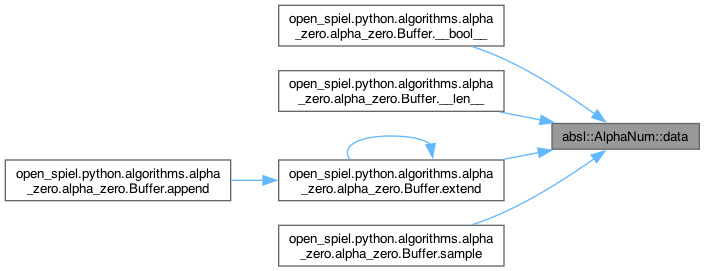 open_spiel.python.algorithms.alpha
_zero.alpha_zero.Buffer.__bool__
open_spiel.python.algorithms.alpha
_zero.alpha_zero.Buffer.__len__
absl::AlphaNum::data
open_spiel.python.algorithms.alpha
_zero.alpha_zero.Buffer.append
open_spiel.python.algorithms.alpha
_zero.alpha_zero.Buffer.extend
open_spiel.python.algorithms.alpha
_zero.alpha_zero.Buffer.sample